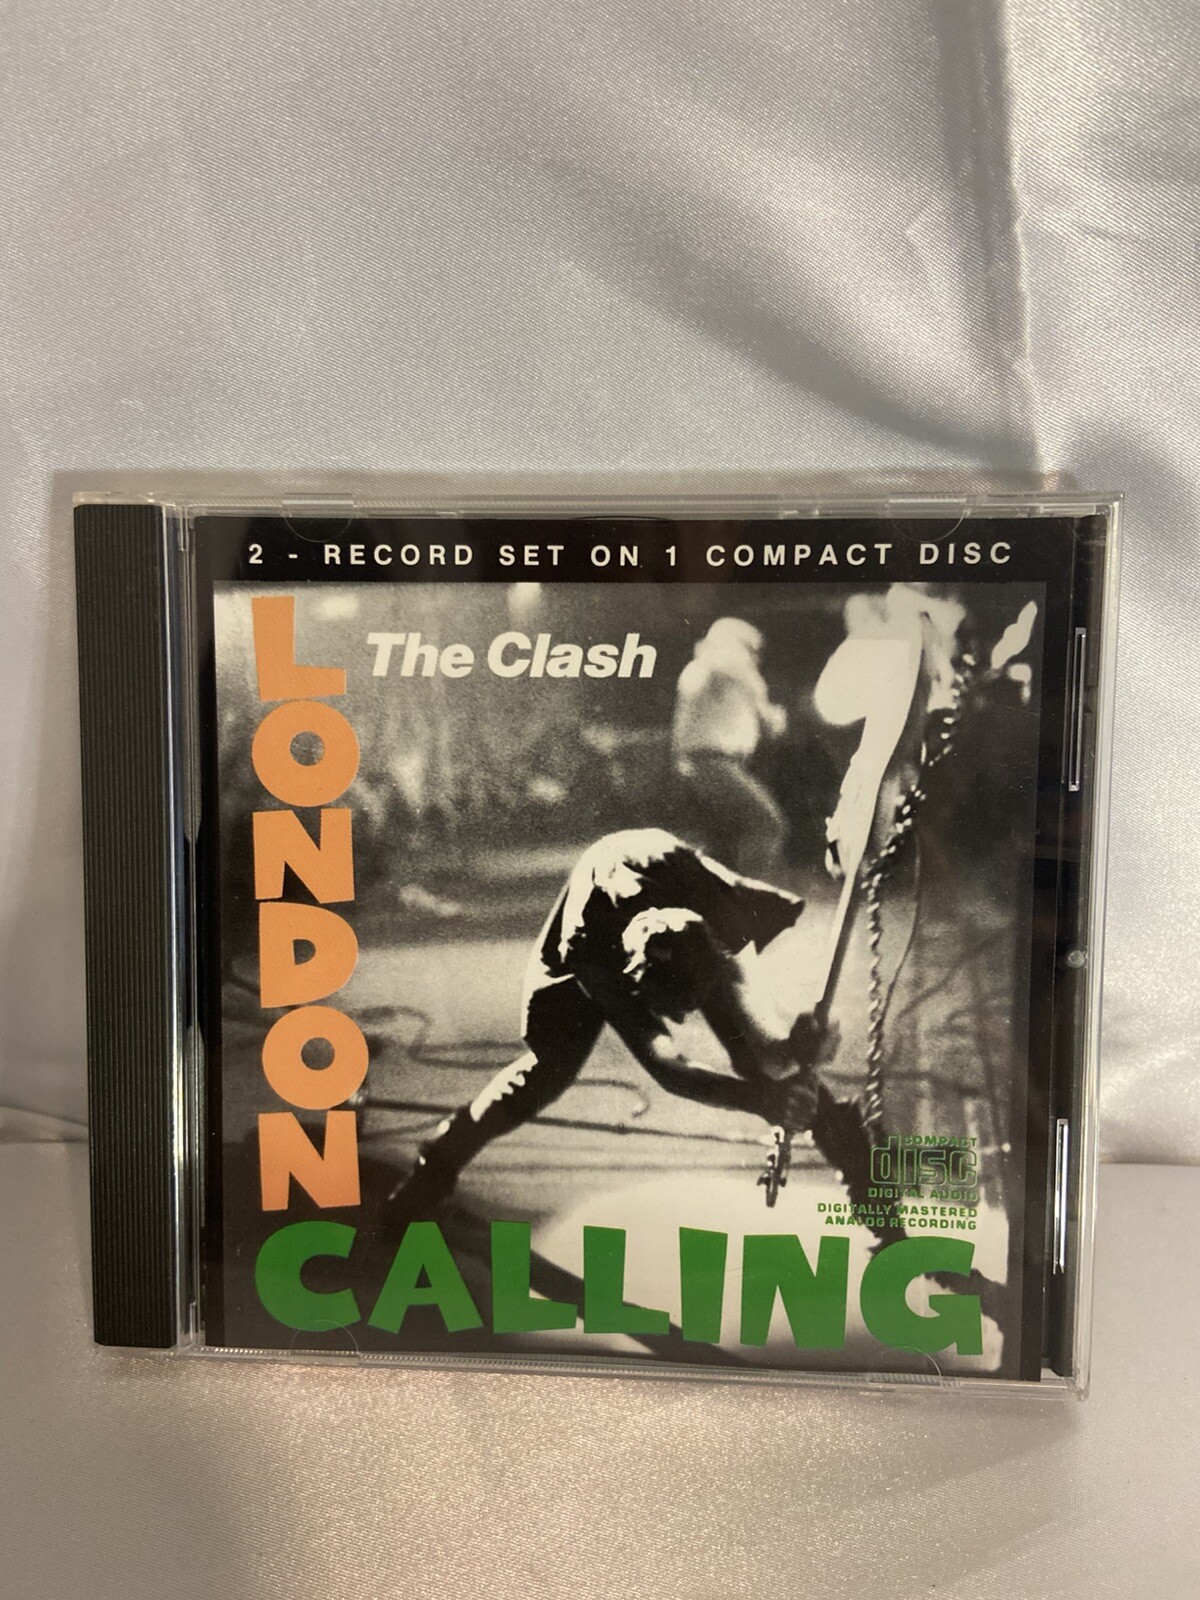 2 - RECORD SET ON 1 COMPACT DISC
The Clash
LONDON
CALLING
COMPACT
disc
DIGITAL AUDIO
DIGITALLY MASTERED
ANALOG RECORDING